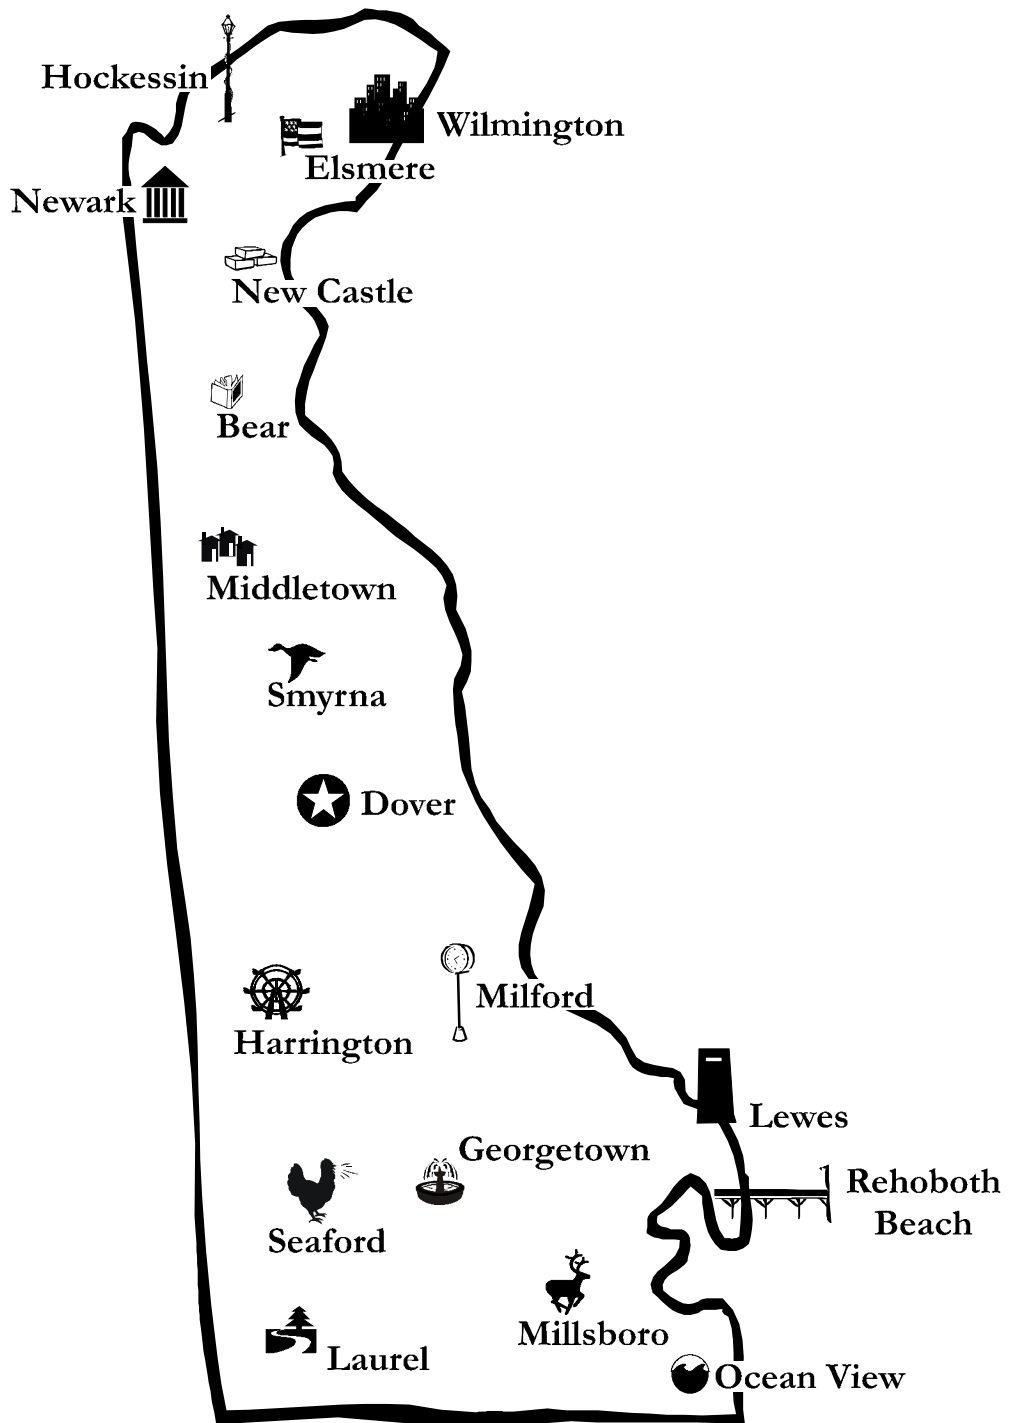 Hockessin
Wilmington
Elsmere
Newark
New Castle
Bear
Middletown
Smyrna
Dover
Milford
Harrington
Lewes
Georgetown
Rehoboth
Beach
Seaford
Millsboro
Laurel
Ocean View